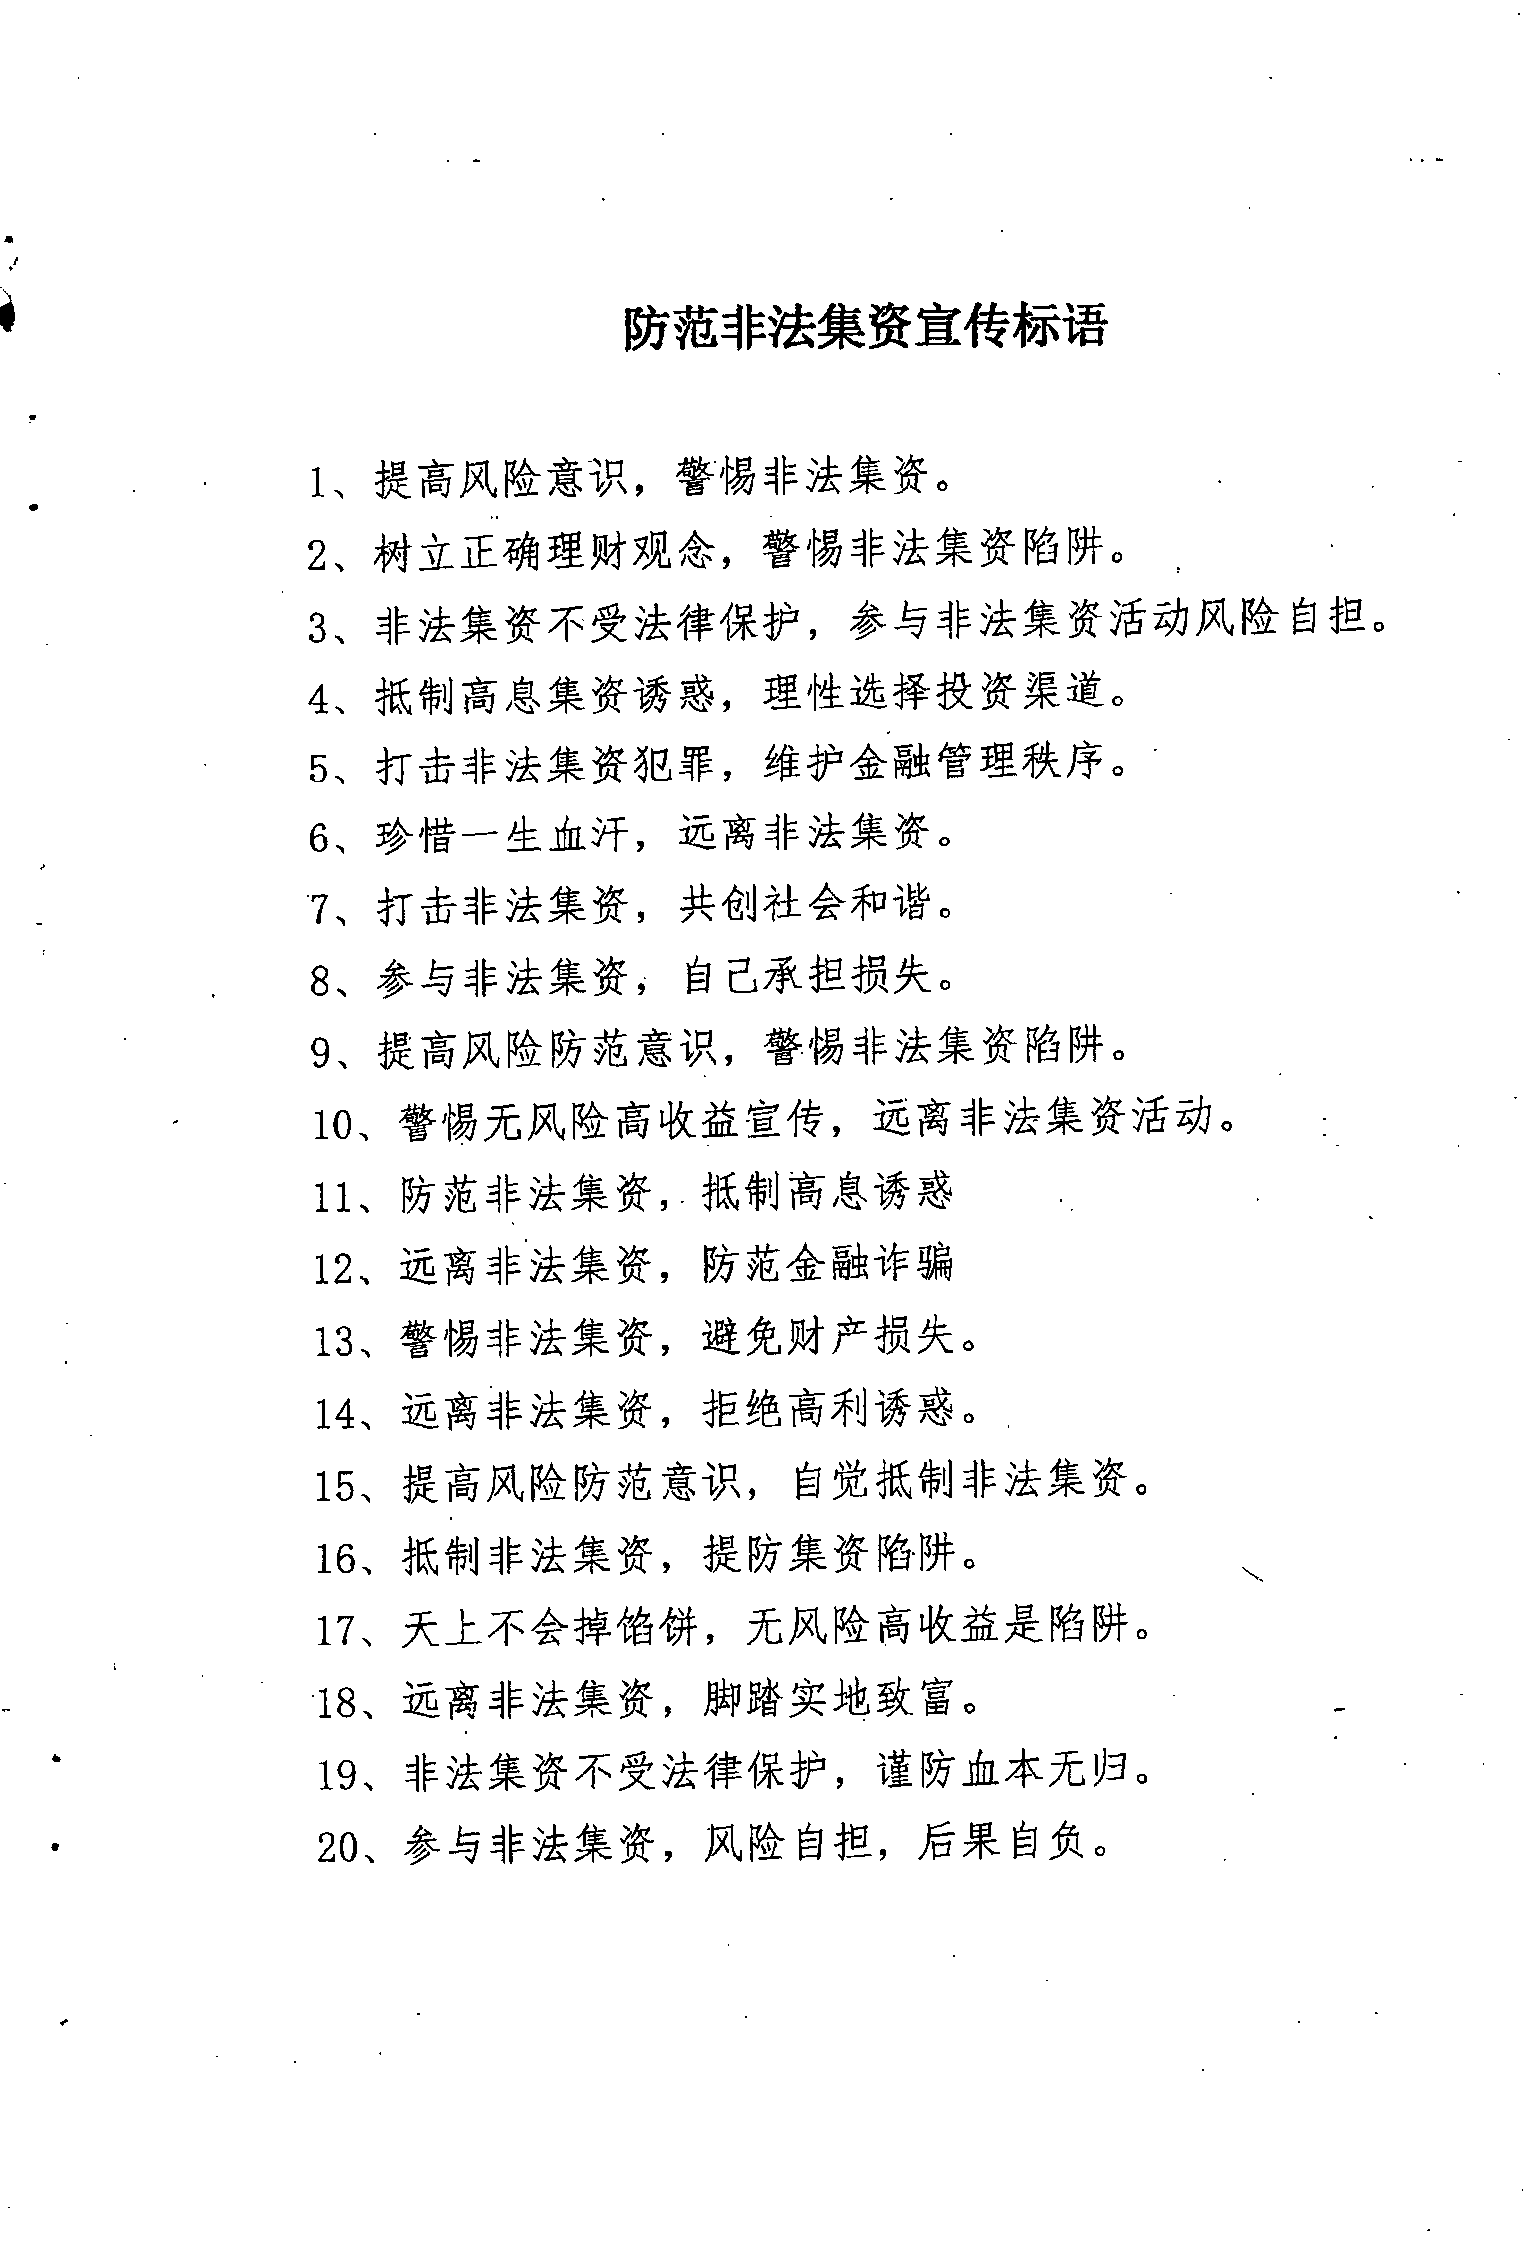 防范非法集资宣传标语
1、提高风险意识，警惕非法集资。
2、树立正确理财观念，警惕非法集资陷阱。
3、非法集资不受法律保护，参与非法集资活动风险自担。
4、抵制高息集资诱惑，理性选择投资渠道。
5、打击非法集资犯罪，维护金融管理秩序。
6、珍惜一生血汗，远离非法集资。
7、打击非法集资，共创社会和谐。
8、参与非法集资，自己承担损失。
9、提高风险防范意识，警惕非法集资陷阱。
10、警惕无风险高收益宣传，远离非法集资活动。
11、防范非法集资，抵制高息诱惑
12、远离非法集资，防范金融诈骗
13、警惕非法集资，避免财产损失。
14、远离非法集资，拒绝高利诱惑。
15、提高风险防范意识，自觉抵制非法集资。
16、抵制非法集资，提防集资陷阱。
17、天上不会掉馅饼，无风险高收益是陷阱。
18、远离非法集资，脚踏实地致富。
19、非法集资不受法律保护，谨防血本无归。
20、参与非法集资，风险自担，后果自负。